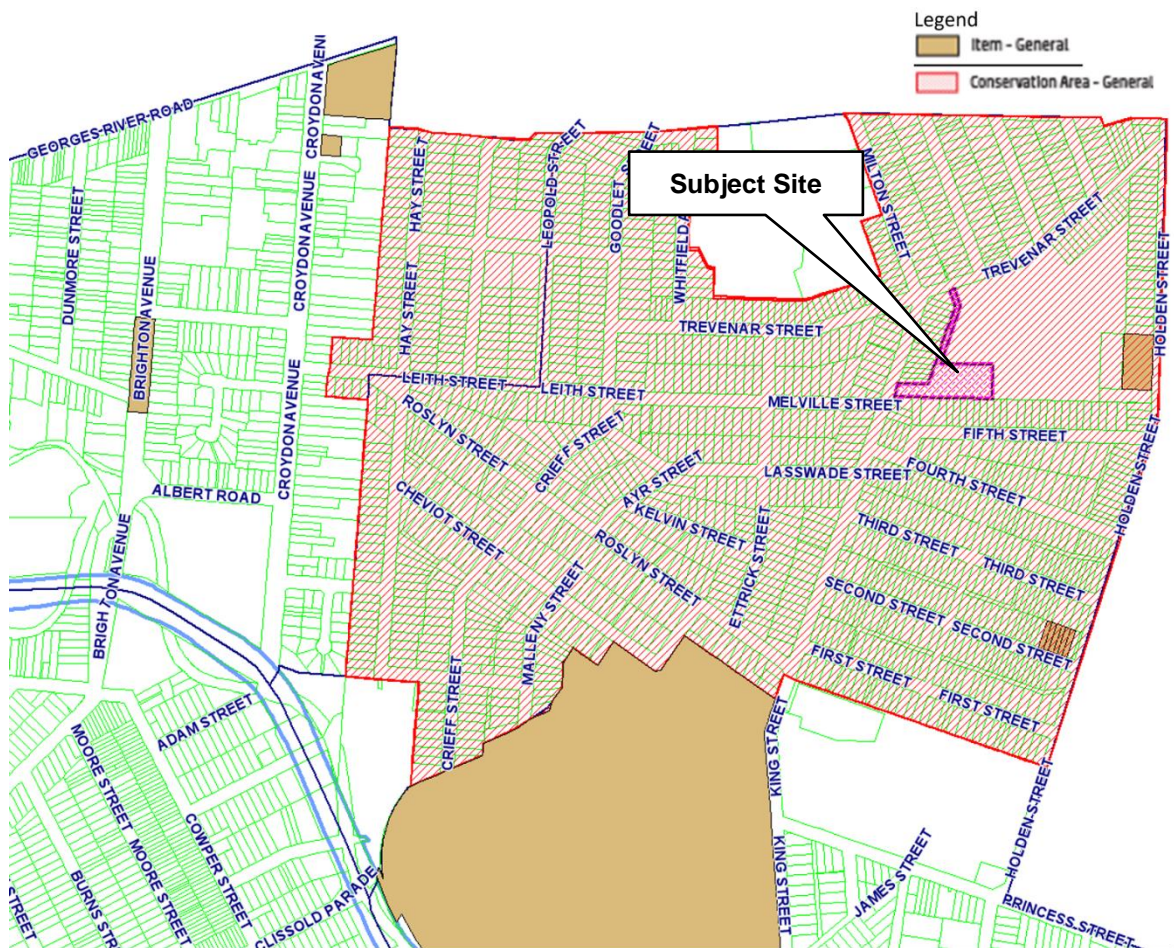 Legend
Item - General
Conservation Area - General
GEORGES RIVER ROAD
CROYDON AVENUE
DUNMORE STREET
BRIGHTON AVENUE
CROYDON AVENUE
HAY STREET
LEOPOLD STREET
GOODLET STREET
Subject Site
MILTON STREET
TREVENAR STREET
HOLDEN STREET
HAY STREET
TREVENAR STREET
CROYDON AVENUE
LEITH STREET
LEITH STREET
MELVILLE STREET
ROSLYN STREET
CRIEFF STREET
FIFTH STREET
AYR STREET
LASSWADE STREET
FOURTH STREET
HOLDEN STREET
ALBERT ROAD
CHEVIOT STREET
KELVIN STREET
THIRD STREET
THIRD STREET
BRIGHTON AVENUE
ROSLYN STREET
ETTRICK STREET
SECOND STREET
SECOND STREET
MALLENY STREET
FIRST STREET
FIRST STREET
ADAM STREET
CRIEFF STREET
KING STREET
MOORE STREET
MOORE STREET
COWPER STREET
HOLDEN STREET
KING STREET
JAMES STREET
BURNS STR
CLISSOLD PARADE
PRINCESS STREET
STREET